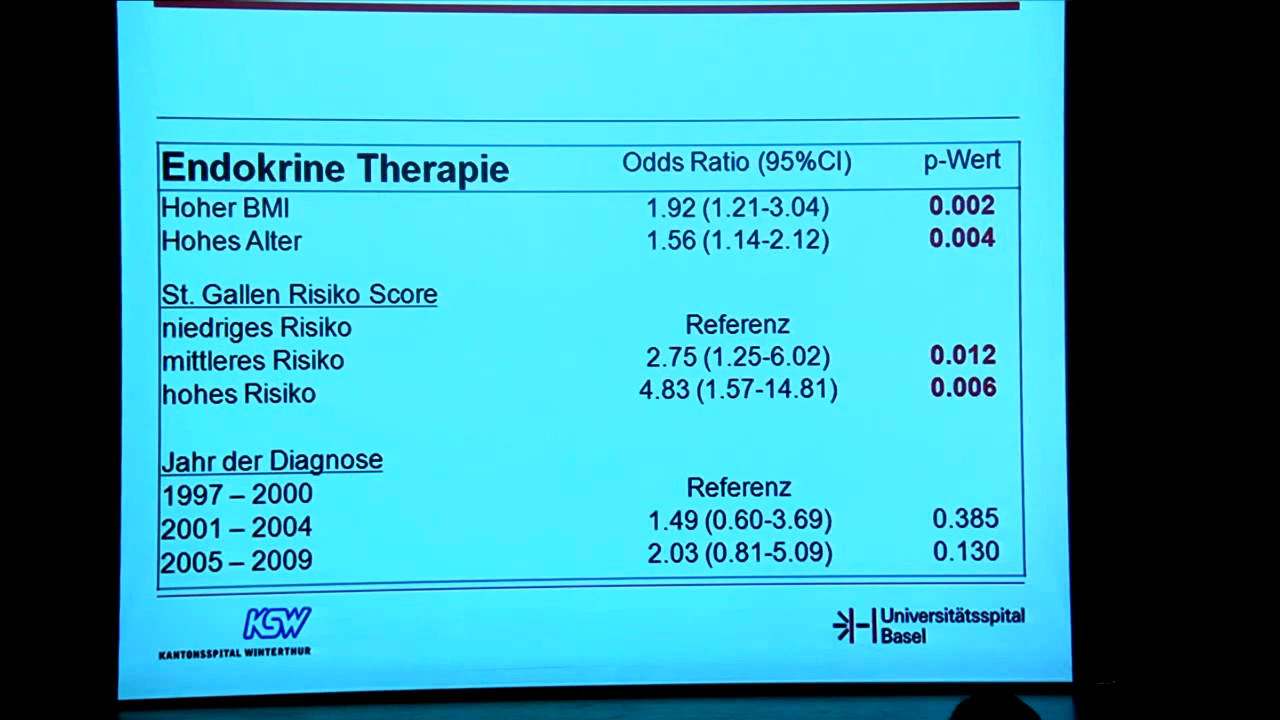 Endokrine Therapie Odds Ratio (95%CI) p-Wert
Hoher BMI 1.92 (1.21-3.04) 0.002
Hohes Alter 1.56 (1.14-2.12) 0.004
St. Gallen Risiko Score
niedriges Risiko Referenz
mittleres Risiko 2.75 (1.25-6.02) 0.012
hohes Risiko 4.83 (1.57-14.81) 0.006
Jahr der Diagnose
1997 – 2000 Referenz
2001 – 2004 1.49 (0.60-3.69) 0.385
2005 – 2009 2.03 (0.81-5.09) 0.130
KSW
KANTONSSPITAL WINTERTHUR
Universitätsspital
Basel